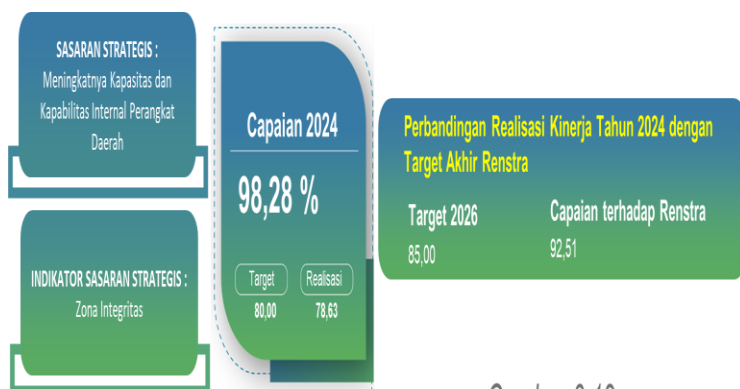 SASARAN STRATEGIS :
Meningkatnya Kapasitas dan
Kapabilitas Internal Perangkat
Daerah
INDIKATOR SASARAN STRATEGIS :
Zona Integritas
Capaian 2024
98,28 %
Target Realisasi
80,00 78,63
Perbandingan Realisasi Kinerja Tahun 2024 dengan
Target Akhir Renstra
Target 2026 Capaian terhadap Renstra
85,00 92,51